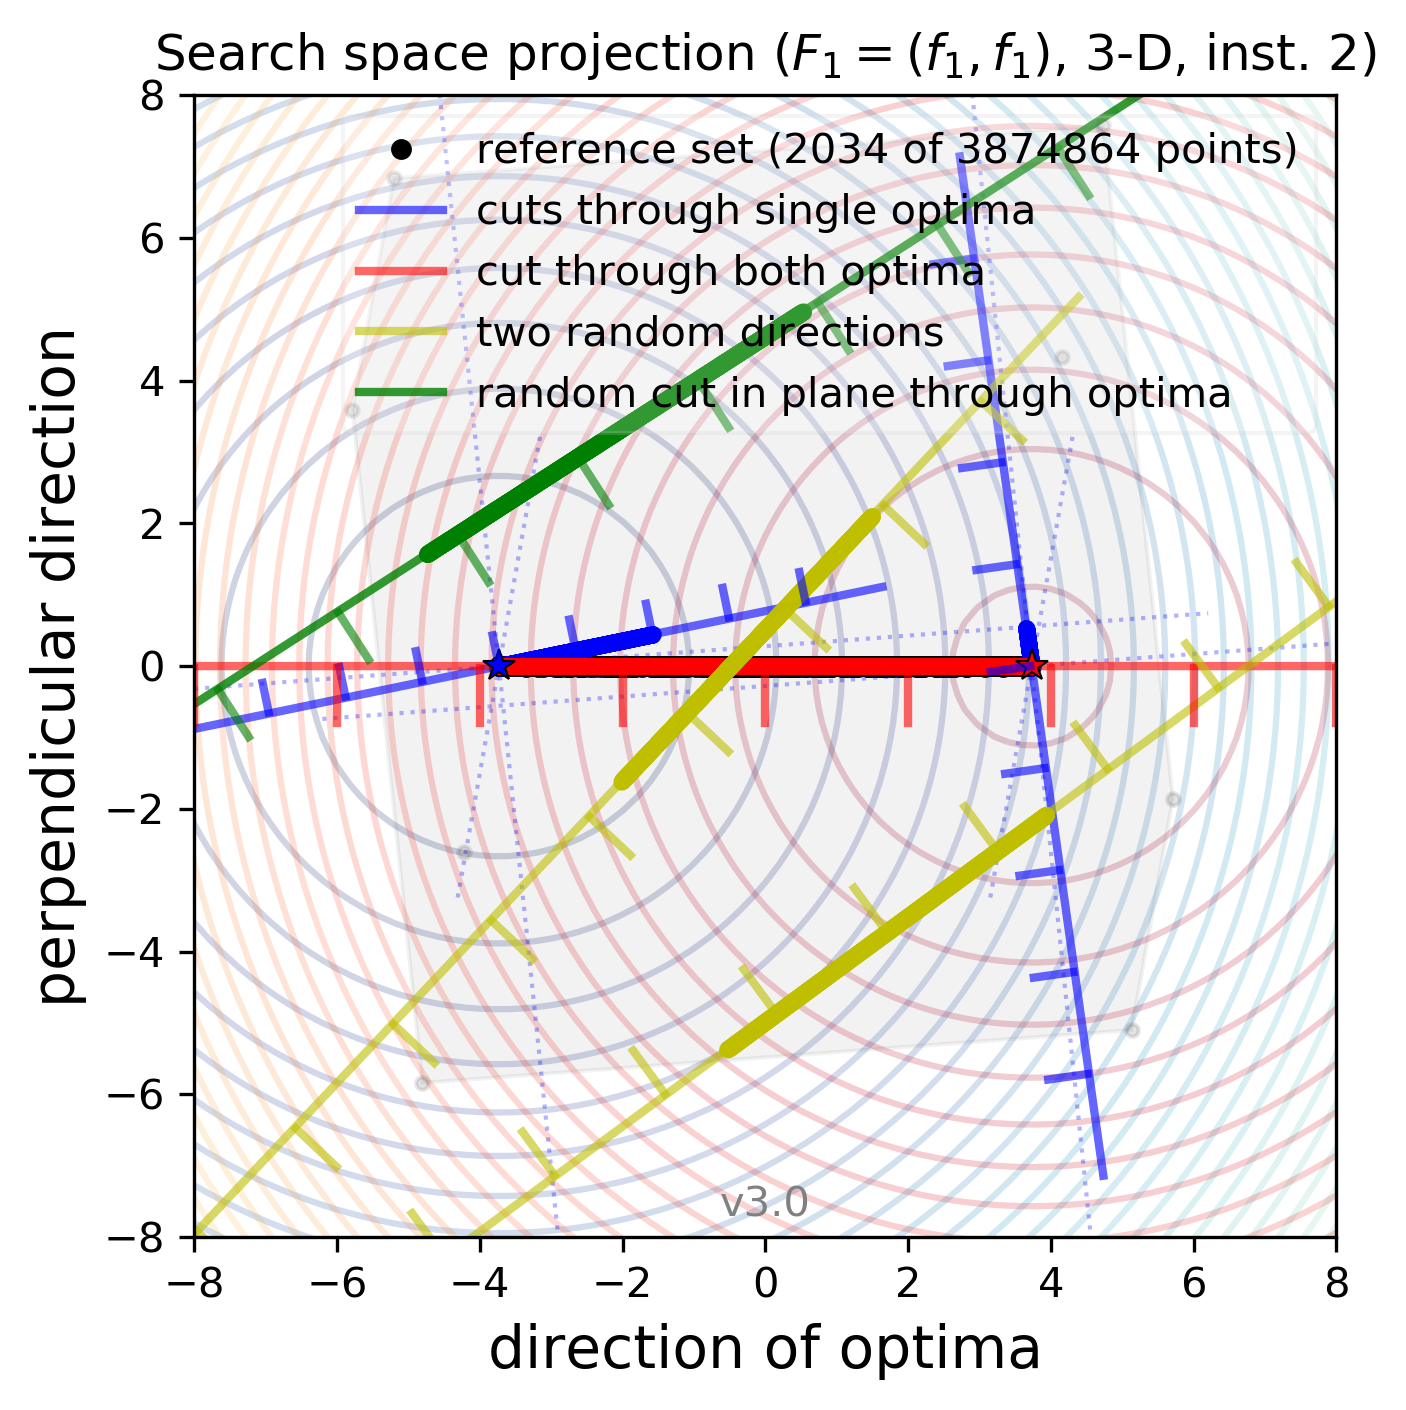 Search space projection (F₁ = (f₁, f₁), 3-D, inst. 2)
reference set (2034 of 3874864 points)
cuts through single optima
cut through both optima
two random directions
random cut in plane through optima
perpendicular direction
8
6
4
2
0
−2
−4
−6
−8
v3.0
−8 −6 −4 −2 0 2 4 6 8
direction of optima